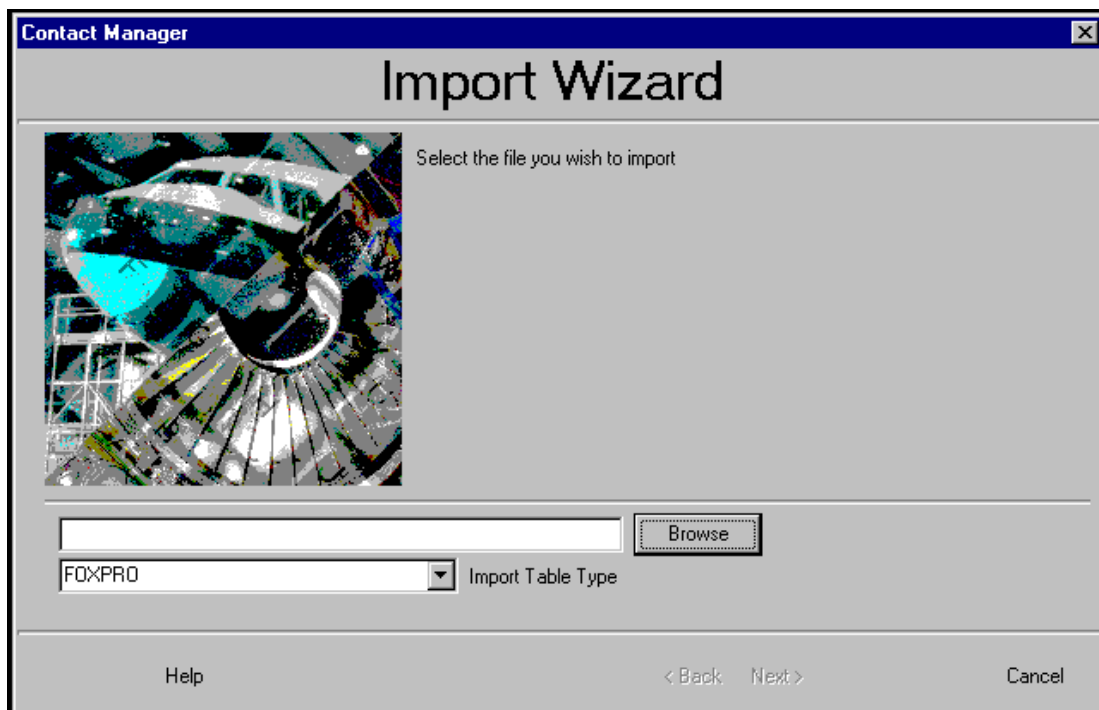 Contact Manager
Import Wizard
Select the file you wish to import
Browse
FOXPRO
Import Table Type
Help
< Back
Next >
Cancel